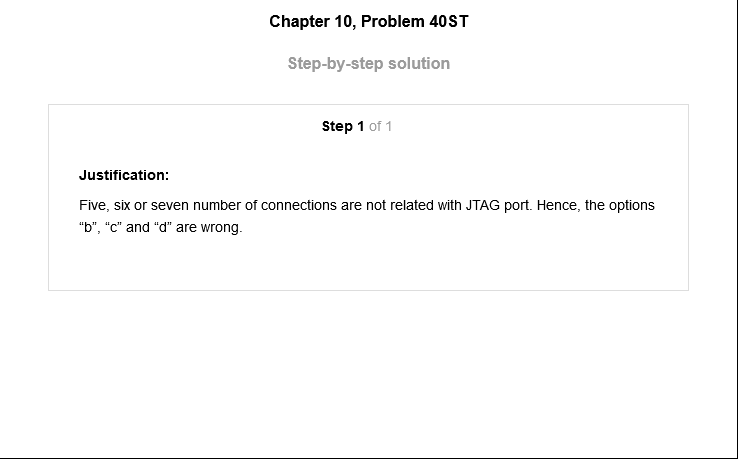 Chapter 10, Problem 40ST
Step-by-step solution
Step 1 of 1
Justification:
Five, six or seven number of connections are not related with JTAG port. Hence, the options
“b”, “c” and “d” are wrong.